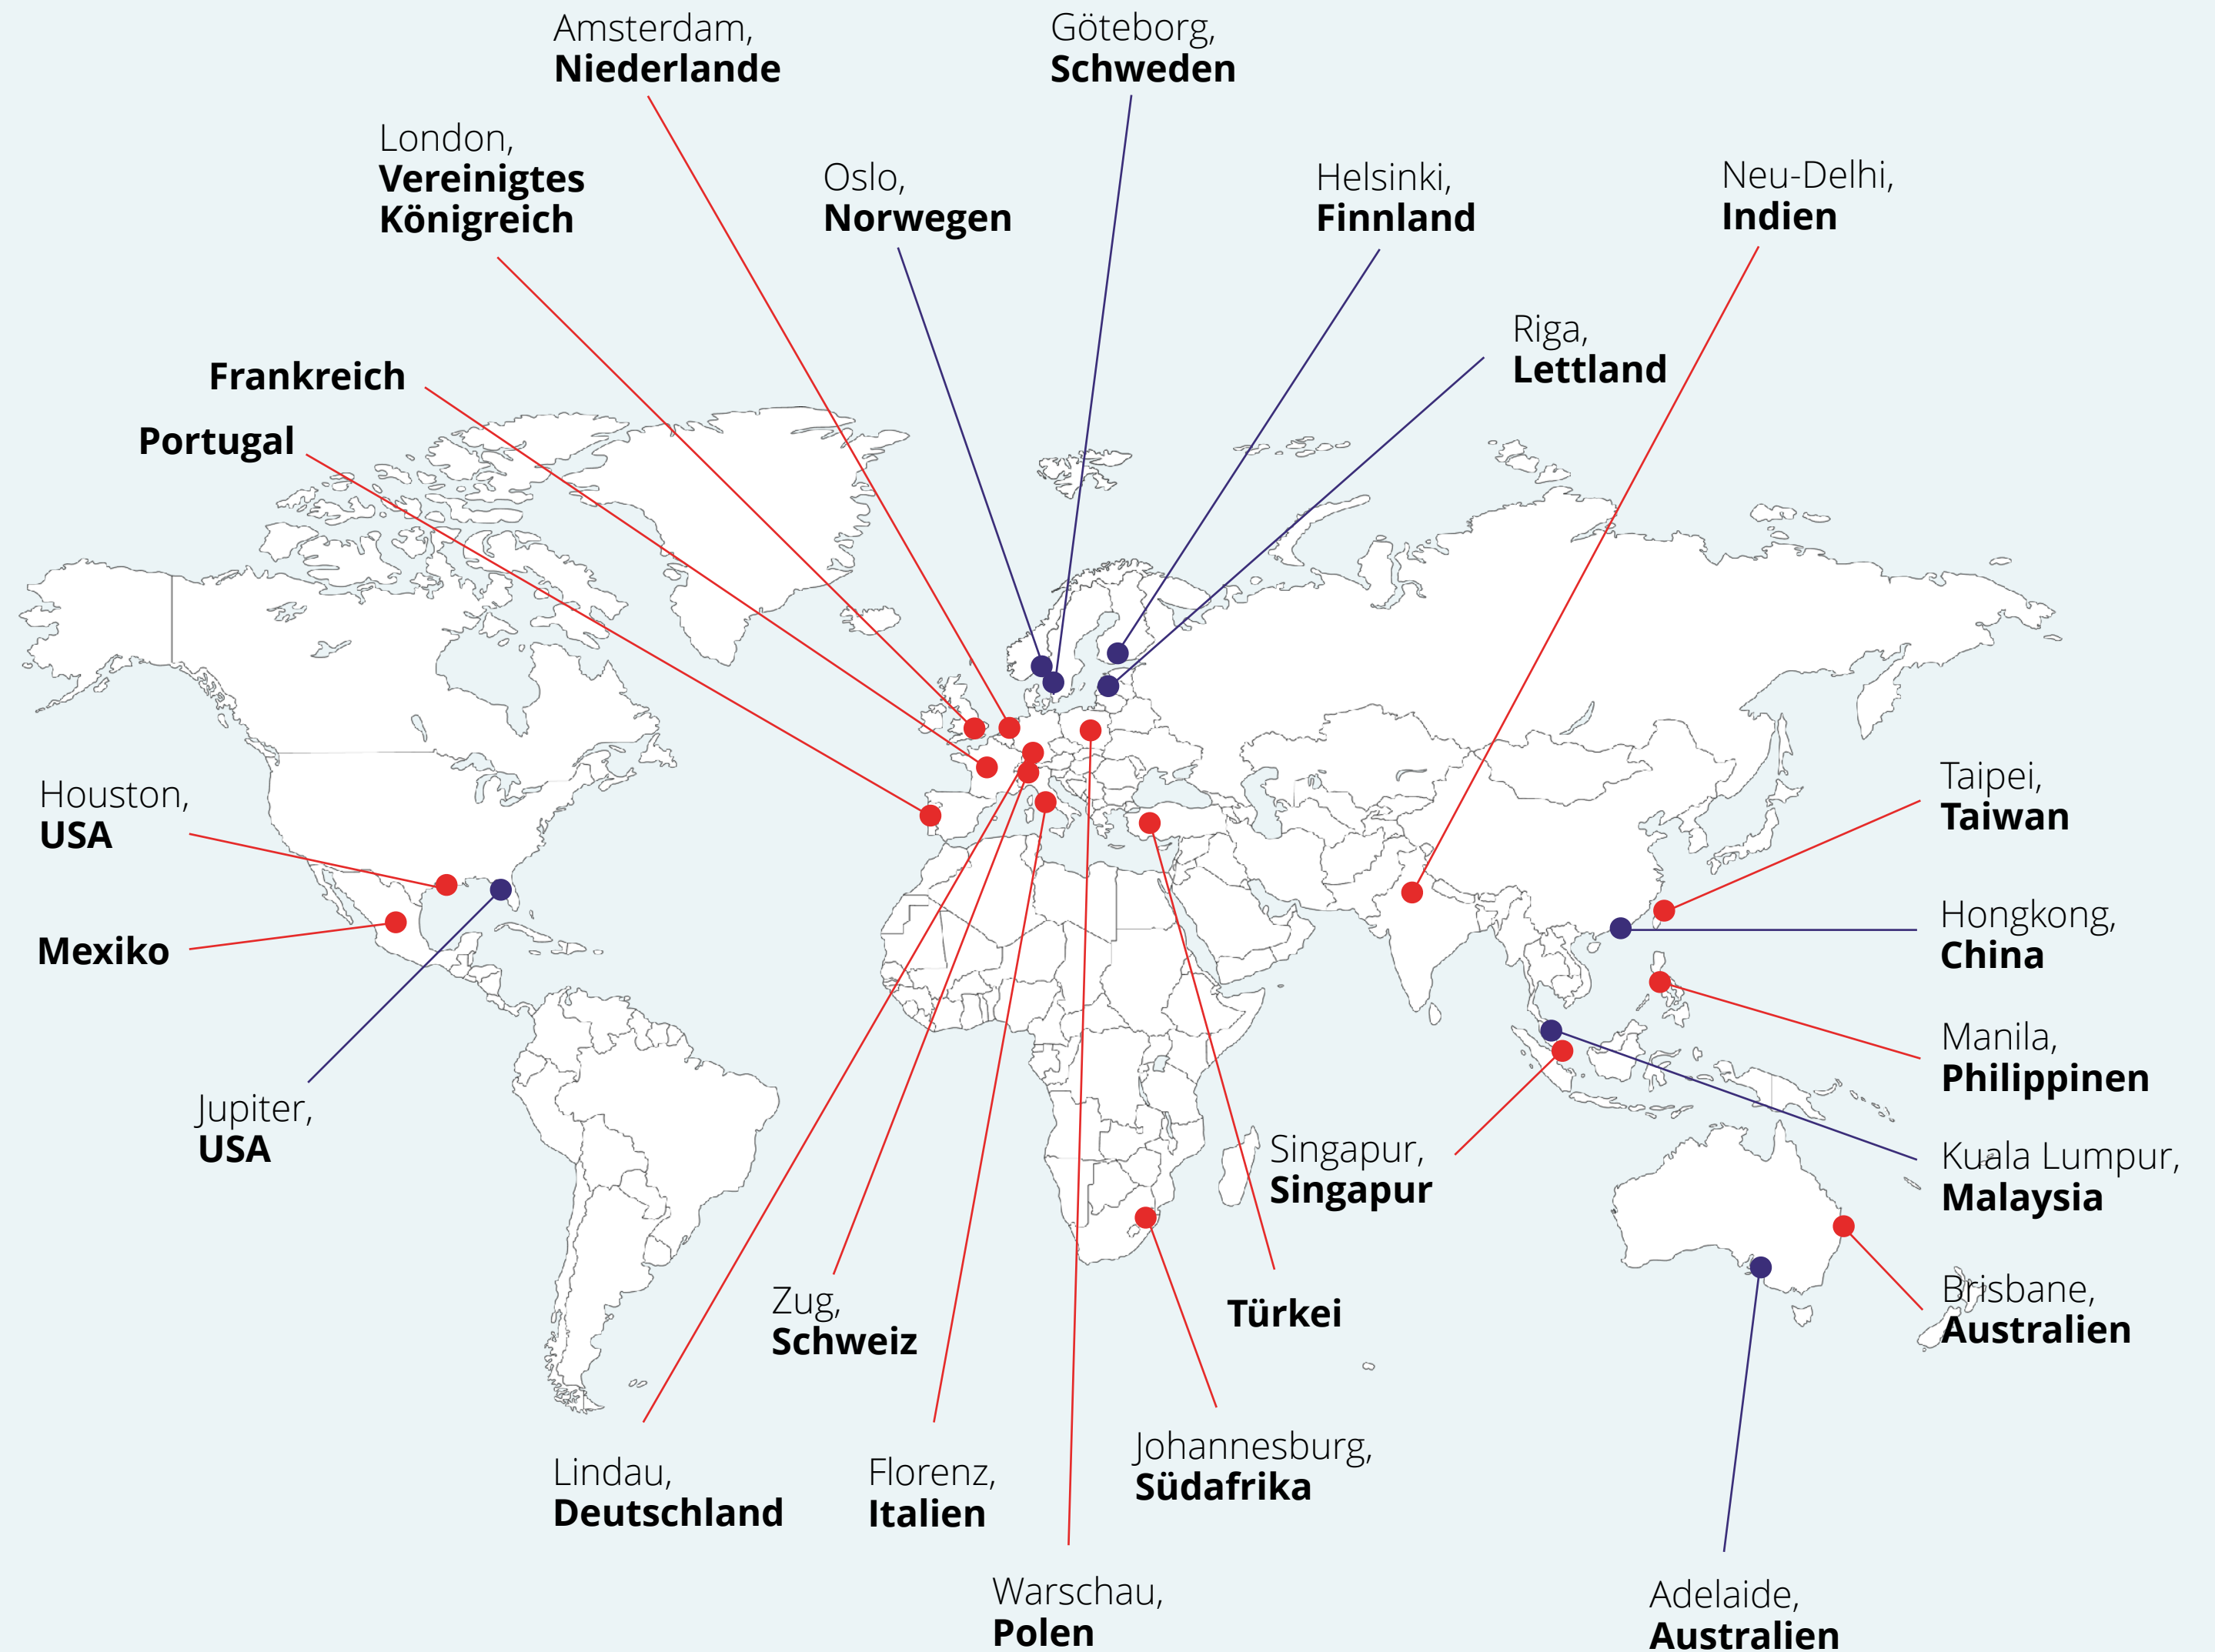 Amsterdam,
Niederlande
Göteborg,
Schweden
London,
Vereinigtes
Königreich
Oslo,
Norwegen
Helsinki,
Finnland
Neu-Delhi,
Indien
Riga,
Lettland
Frankreich
Portugal
Houston,
USA
Mexiko
Jupiter,
USA
Taipei,
Taiwan
Hongkong,
China
Manila,
Philippinen
Kuala Lumpur,
Malaysia
Singapur,
Singapur
Brisbane,
Australien
Zug,
Schweiz
Türkei
Lindau,
Deutschland
Florenz,
Italien
Johannesburg,
Südafrika
Warschau,
Polen
Adelaide,
Australien